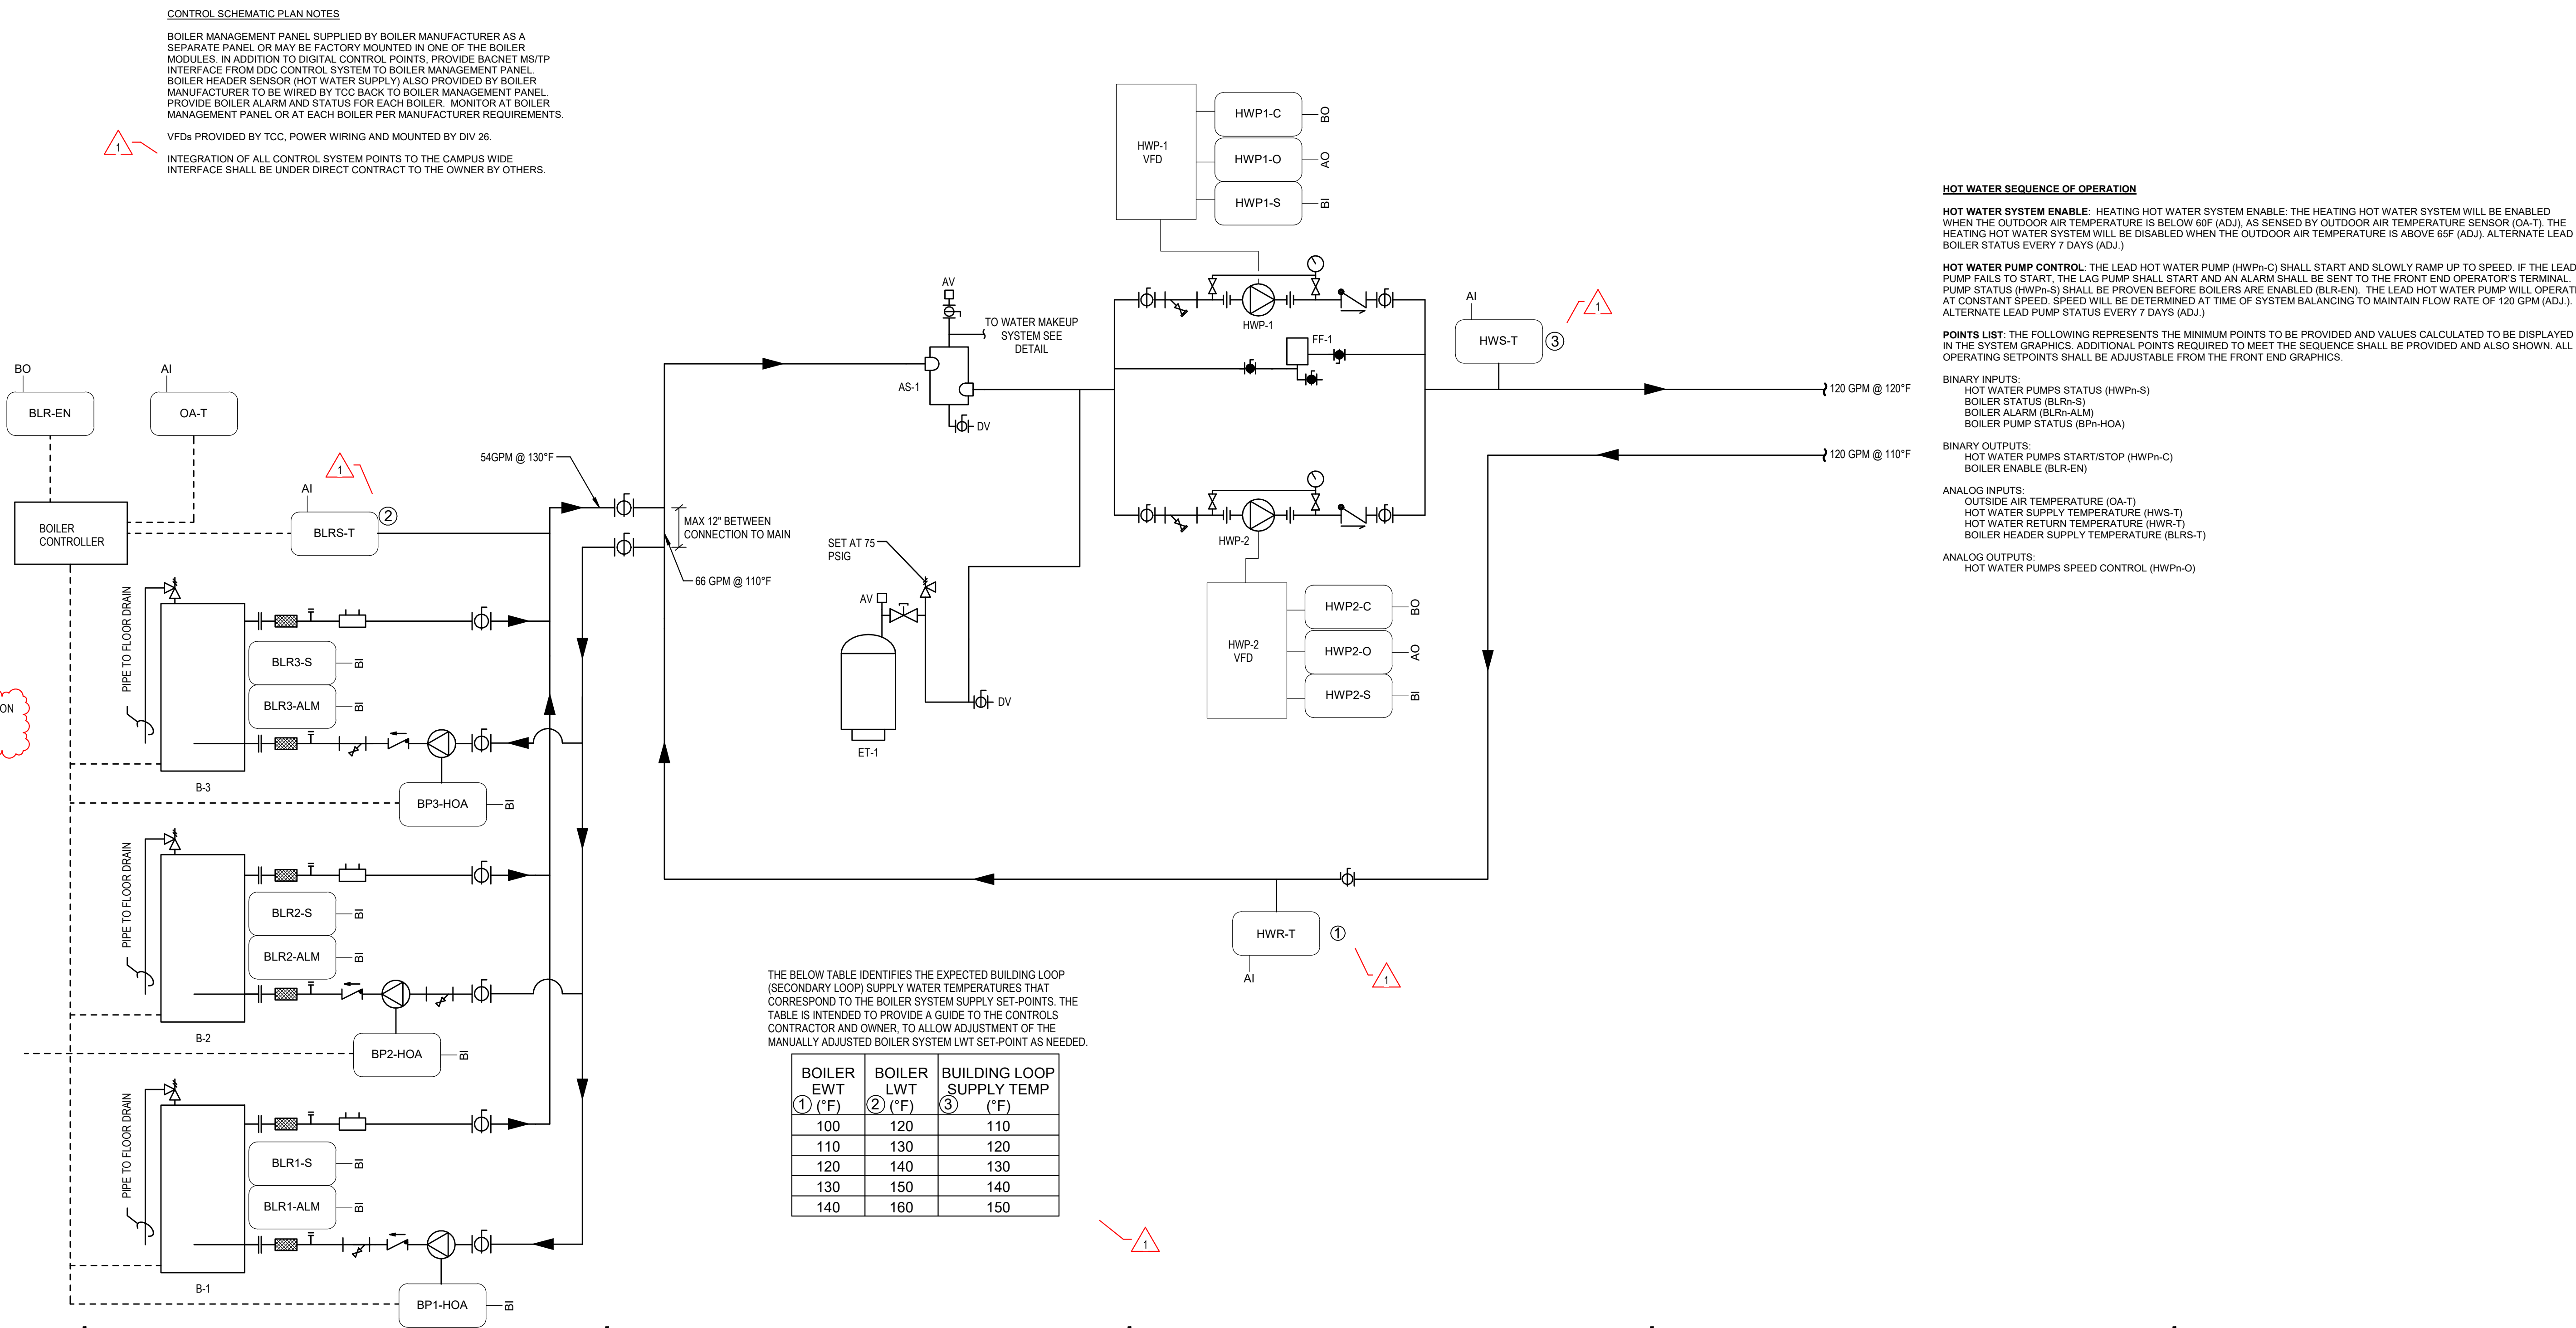 CONTROL SCHEMATIC PLAN NOTES
BOILER MANAGEMENT PANEL SUPPLIED BY BOILER MANUFACTURER AS A
SEPARATE PANEL OR MAY BE FACTORY MOUNTED IN ONE OF THE BOILER
MODULES. IN ADDITION TO DIGITAL CONTROL POINTS, PROVIDE BACNET MS/TP
INTERFACE FROM DDC CONTROL SYSTEM TO BOILER MANAGEMENT PANEL.
BOILER HEADER SENSOR (HOT WATER SUPPLY) ALSO PROVIDED BY BOILER
MANUFACTURER TO BE WIRED BY TCC BACK TO BOILER MANAGEMENT PANEL.
PROVIDE BOILER ALARM AND STATUS FOR EACH BOILER. MONITOR AT BOILER
MANAGEMENT PANEL OR AT EACH BOILER PER MANUFACTURER REQUIREMENTS.
VFDs PROVIDED BY TCC, POWER WIRING AND MOUNTED BY DIV 26.
1
INTEGRATION OF ALL CONTROL SYSTEM POINTS TO THE CAMPUS WIDE
INTERFACE SHALL BE UNDER DIRECT CONTRACT TO THE OWNER BY OTHERS.
HWP-1
VFD
HWP1-C
BO
HWP1-O
AO
HWP1-S
BI
HWP-1
FF-1
AV
TO WATER MAKEUP
SYSTEM SEE
DETAIL
AS-1
DV
AI
HWS-T
3
1
120 GPM @ 120°F
120 GPM @ 110°F
HOT WATER SEQUENCE OF OPERATION
HOT WATER SYSTEM ENABLE: HEATING HOT WATER SYSTEM ENABLE: THE HEATING HOT WATER SYSTEM WILL BE ENABLED
WHEN THE OUTDOOR AIR TEMPERATURE IS BELOW 60F (ADJ), AS SENSED BY OUTDOOR AIR TEMPERATURE SENSOR (OA-T). THE
HEATING HOT WATER SYSTEM WILL BE DISABLED WHEN THE OUTDOOR AIR TEMPERATURE IS ABOVE 65F (ADJ). ALTERNATE LEAD
BOILER STATUS EVERY 7 DAYS (ADJ.)
HOT WATER PUMP CONTROL: THE LEAD HOT WATER PUMP (HWPn-C) SHALL START AND SLOWLY RAMP UP TO SPEED. IF THE LEAD
PUMP FAILS TO START, THE LAG PUMP SHALL START AND AN ALARM SHALL BE SENT TO THE FRONT END OPERATOR'S TERMINAL.
PUMP STATUS (HWPn-S) SHALL BE PROVEN BEFORE BOILERS ARE ENABLED (BLR-EN). THE LEAD HOT WATER PUMP WILL OPERAT
AT CONSTANT SPEED. SPEED WILL BE DETERMINED AT TIME OF SYSTEM BALANCING TO MAINTAIN FLOW RATE OF 120 GPM (ADJ.).
ALTERNATE LEAD PUMP STATUS EVERY 7 DAYS (ADJ.)
POINTS LIST: THE FOLLOWING REPRESENTS THE MINIMUM POINTS TO BE PROVIDED AND VALUES CALCULATED TO BE DISPLAYED
IN THE SYSTEM GRAPHICS. ADDITIONAL POINTS REQUIRED TO MEET THE SEQUENCE SHALL BE PROVIDED AND ALSO SHOWN. ALL
OPERATING SETPOINTS SHALL BE ADJUSTABLE FROM THE FRONT END GRAPHICS.
BINARY INPUTS:
HOT WATER PUMPS STATUS (HWPn-S)
BOILER STATUS (BLRn-S)
BOILER ALARM (BLRn-ALM)
BOILER PUMP STATUS (BPn-HOA)
BINARY OUTPUTS:
HOT WATER PUMPS START/STOP (HWPn-C)
BOILER ENABLE (BLR-EN)
ANALOG INPUTS:
OUTSIDE AIR TEMPERATURE (OA-T)
HOT WATER SUPPLY TEMPERATURE (HWS-T)
HOT WATER RETURN TEMPERATURE (HWR-T)
BOILER HEADER SUPPLY TEMPERATURE (BLRS-T)
ANALOG OUTPUTS:
HOT WATER PUMPS SPEED CONTROL (HWPn-O)
BO
BLR-EN
AI
OA-T
1
AI
BLRS-T
2
BOILER
CONTROLLER
54GPM @ 130°F
MAX 12" BETWEEN
CONNECTION TO MAIN
66 GPM @ 110°F
SET AT 75
PSIG
AV
DV
ET-1
HWP-2
HWP-2
VFD
HWP2-C
BO
HWP2-O
AO
HWP2-S
BI
ON
PIPE TO FLOOR DRAIN
BLR3-S
BI
BLR3-ALM
BI
B-3
BP3-HOA
BI
PIPE TO FLOOR DRAIN
BLR2-S
BI
BLR2-ALM
BI
B-2
BP2-HOA
BI
PIPE TO FLOOR DRAIN
BLR1-S
BI
BLR1-ALM
BI
B-1
BP1-HOA
BI
HWR-T
1
AI
1
THE BELOW TABLE IDENTIFIES THE EXPECTED BUILDING LOOP
(SECONDARY LOOP) SUPPLY WATER TEMPERATURES THAT
CORRESPOND TO THE BOILER SYSTEM SUPPLY SET-POINTS. THE
TABLE IS INTENDED TO PROVIDE A GUIDE TO THE CONTROLS
CONTRACTOR AND OWNER, TO ALLOW ADJUSTMENT OF THE
MANUALLY ADJUSTED BOILER SYSTEM LWT SET-POINT AS NEEDED.
BOILER BOILER BUILDING LOOP
EWT LWT SUPPLY TEMP
1 (°F) 2 (°F) 3 (°F)
100 120 110
110 130 120
120 140 130
130 150 140
140 160 150
1